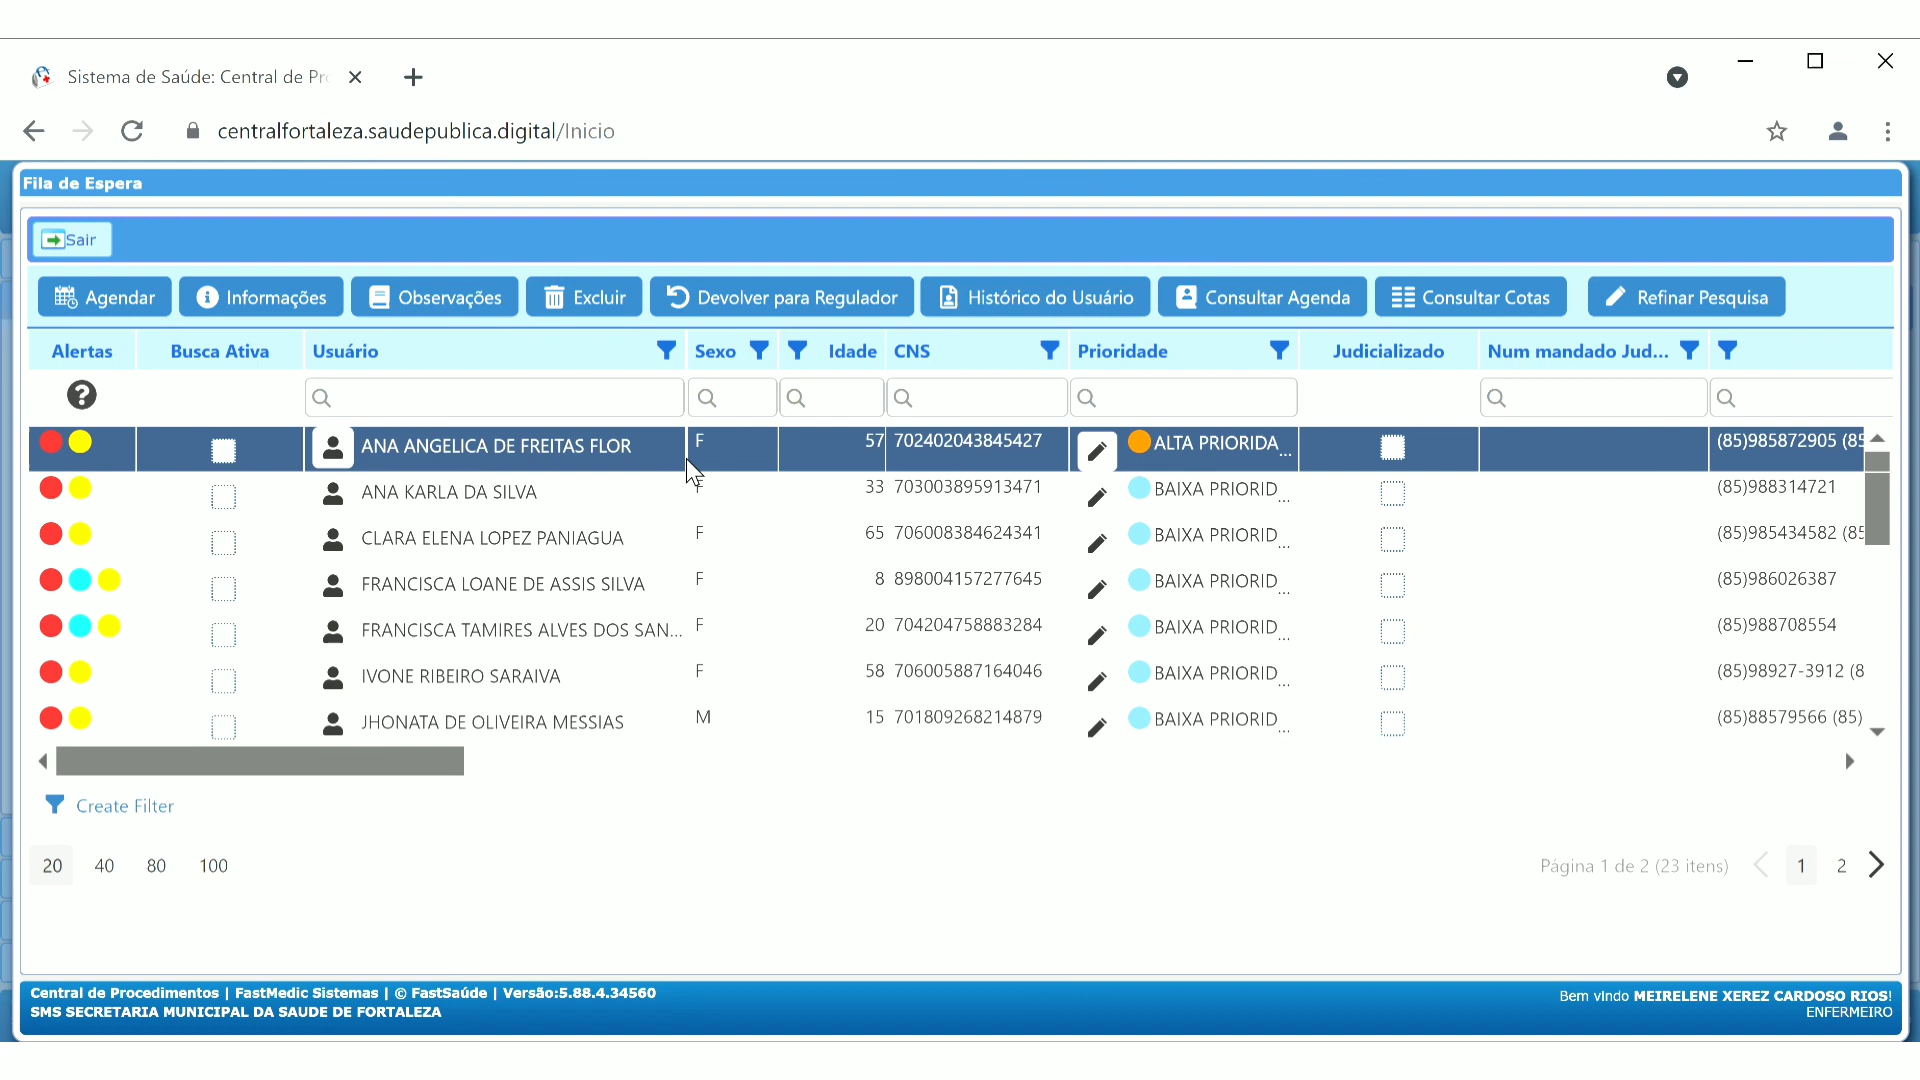 Sistema de Saúde: Central de Pro
centralfortaleza.saudepublica.digital/Inicio
Fila de Espera
Sair
Agendar Informações Observações Excluir Devolver para Regulador Histórico do Usuário Consultar Agenda Consultar Cotas Refinar Pesquisa
Alertas Busca Ativa Usuário Sexo Idade CNS Prioridade Judicializado Num mandado Jud...
?
ANA ANGELICA DE FREITAS FLOR F 57 702402043845427 ALTA PRIORIDA... (85)985872905 (85
ANA KARLA DA SILVA F 33 703003895913471 BAIXA PRIORID... (85)988314721
CLARA ELENA LOPEZ PANIAGUA F 65 706008384624341 BAIXA PRIORID... (85)985434582 (85
FRANCISCA LOANE DE ASSIS SILVA F 8 898004157277645 BAIXA PRIORID... (85)986026387
FRANCISCA TAMIRES ALVES DOS SAN... F 20 704204758883284 BAIXA PRIORID... (85)988708554
IVONE RIBEIRO SARAIVA F 58 706005887164046 BAIXA PRIORID... (85)98927-3912 (8
JHONATA DE OLIVEIRA MESSIAS M 15 701809268214879 BAIXA PRIORID... (85)88579566 (85)
Create Filter
20 40 80 100 Página 1 de 2 (23 itens) 1 2
Central de Procedimentos | FastMedic Sistemas | © FastSaúde | Versão:5.88.4.34560
SMS SECRETARIA MUNICIPAL DA SAUDE DE FORTALEZA
Bem vindo MEIRELENE XEREZ CARDOSO RIOS!
ENFERMEIRO